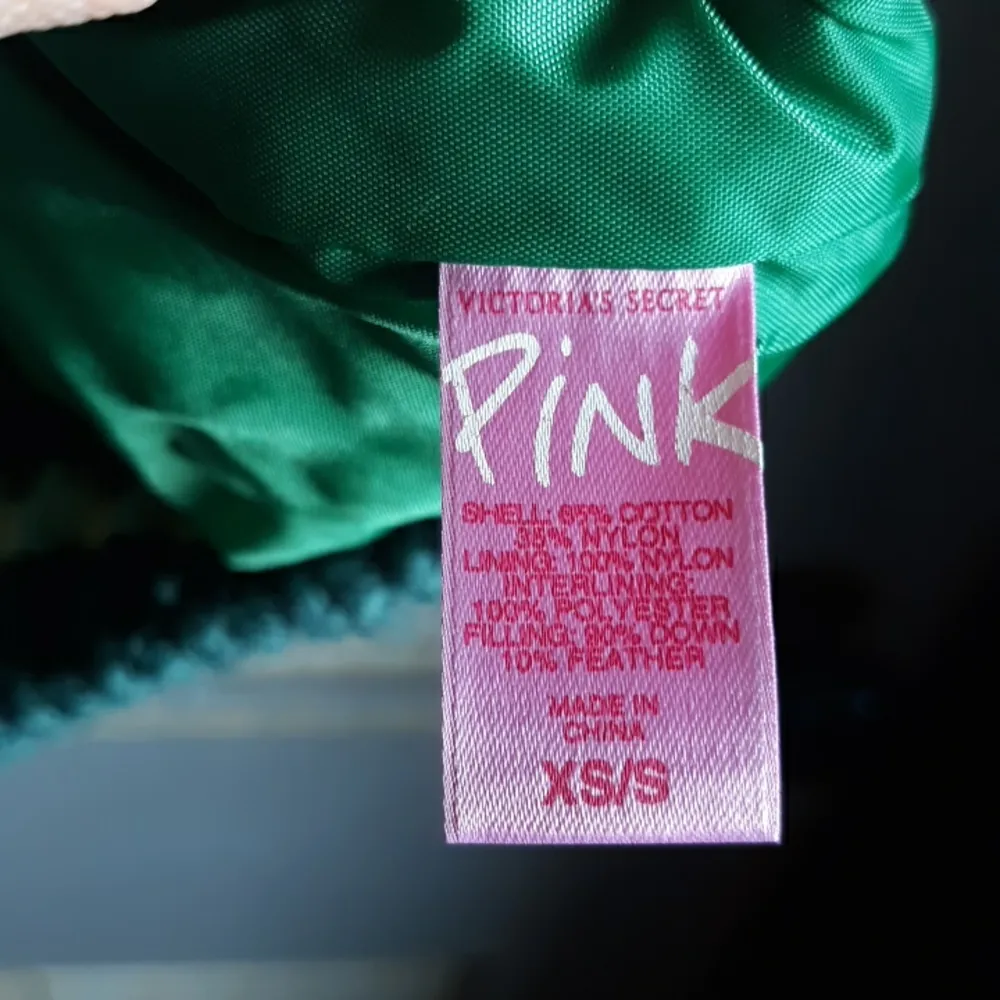 VICTORIA'S SECRET
PiNK
SHELL: 65% COTTON
35% NYLON
LINING: 100% NYLON
INTERLINING:
100% POLYESTER
FILLING: 90% DOWN
10% FEATHER
MADE IN
CHINA
XS/S